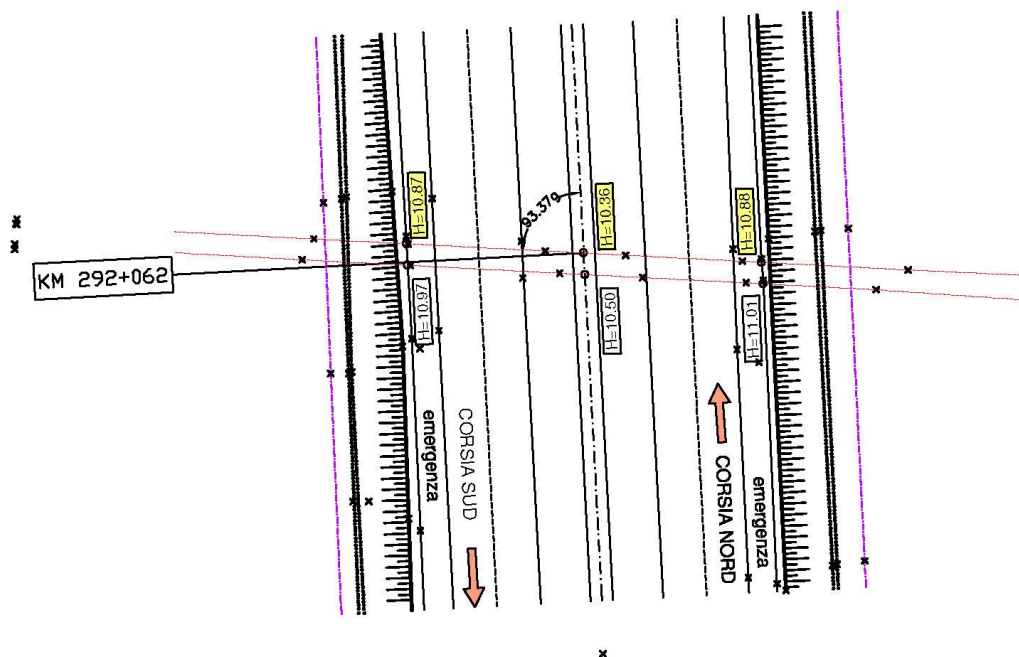 H=10.87
93.37g
H=10.36
H=10.88
KM 292+062
H=10.97
H=10.50
H=11.01
emergenza
CORSIA SUD
CORSIA NORD
emergenza